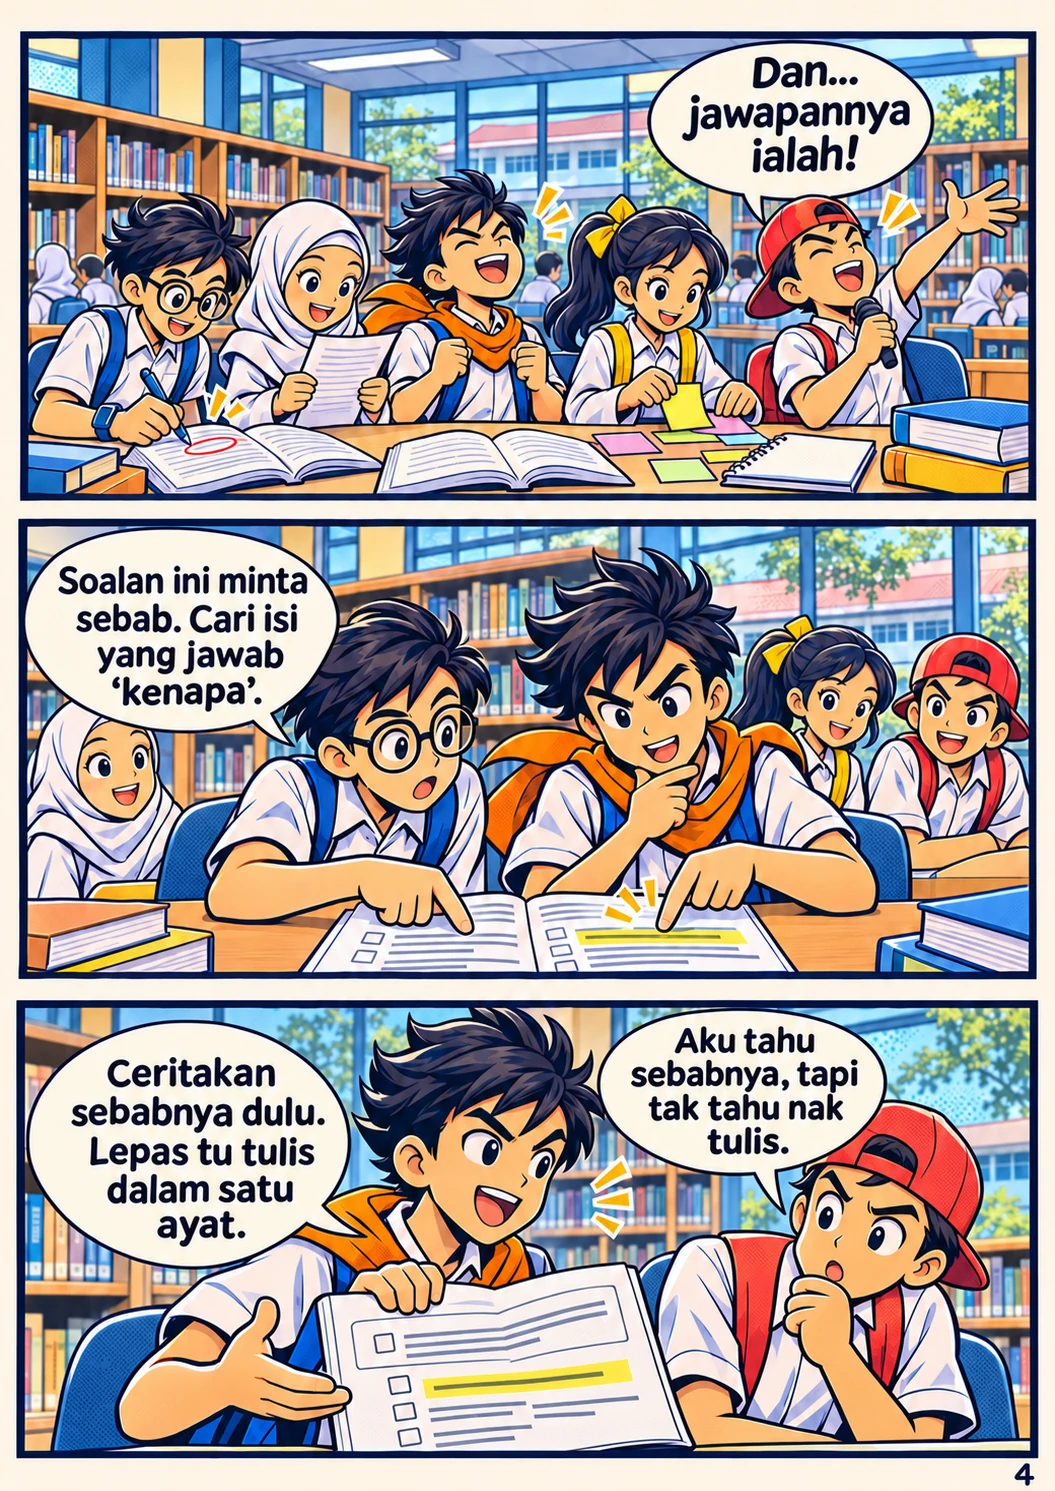 Dan...
jawapannya
ialah!
Soalan ini minta
sebab. Cari isi
yang jawab
‘kenapa’.
Ceritakan
sebabnya dulu.
Lepas tu tulis
dalam satu
ayat.
Aku tahu
sebabnya, tapi
tak tahu nak
tulis.
4